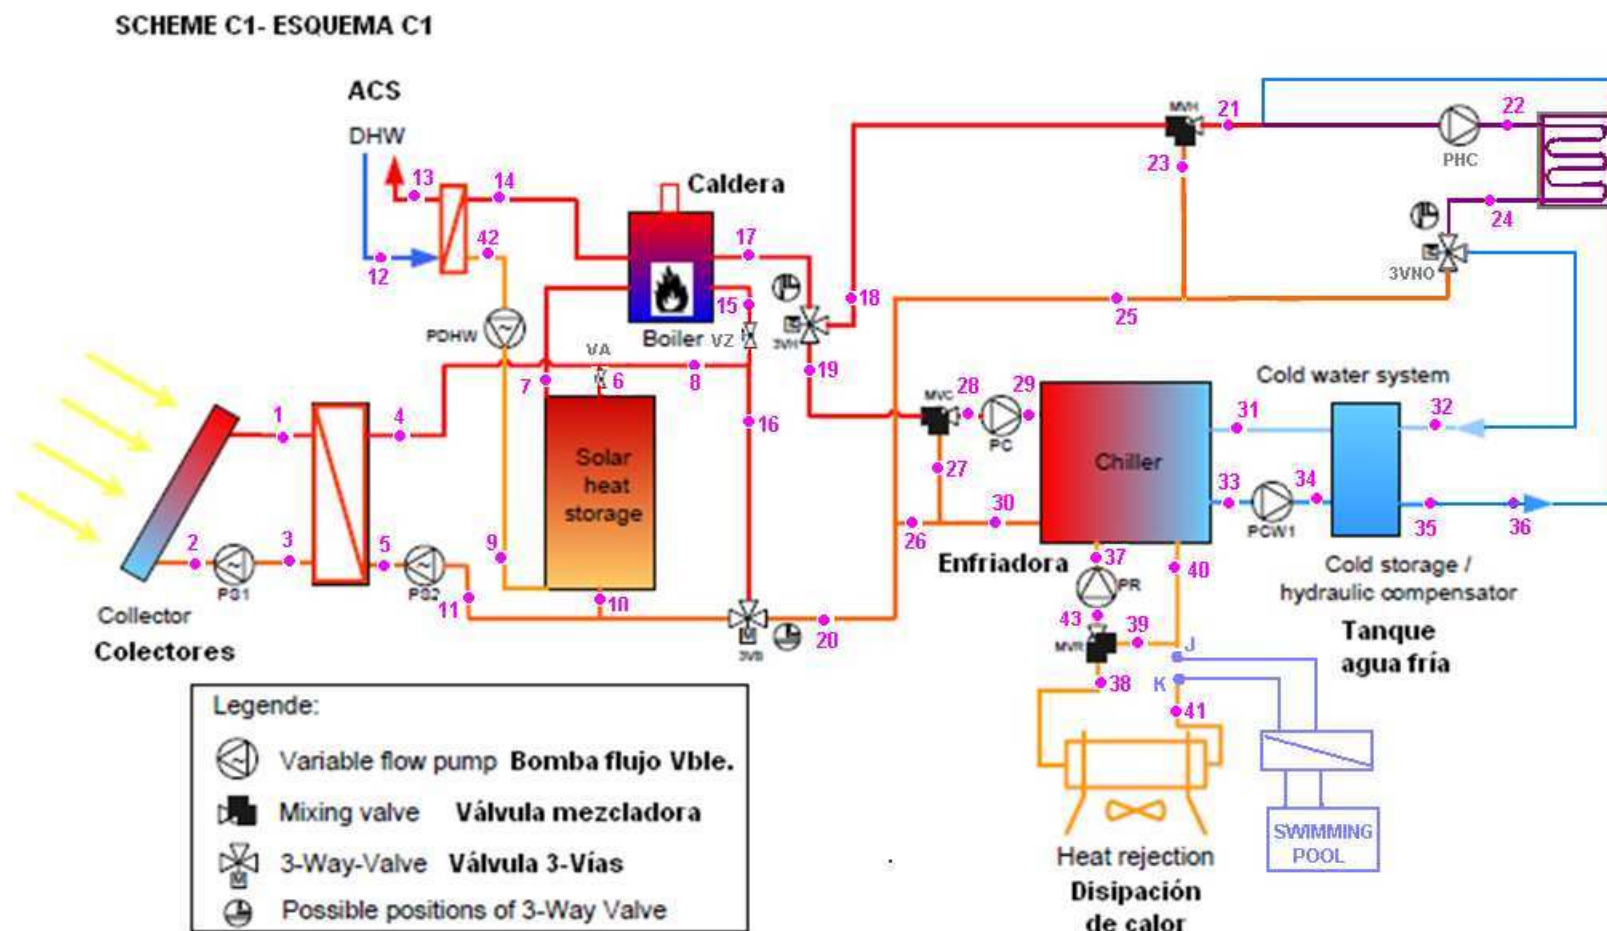 SCHEME C1- ESQUEMA C1
ACS
DHW
13
14
12
42
Caldera
17
15
Boiler
VZ
PDHW
VA
7
6
8
3VH
18
19
16
MVH
21
22
PHC
23
24
3VNO
25
1
4
2
3
5
PS1
PS2
11
9
10
Collector
Colectores
Solar
heat
storage
3VB
20
MVC
28
29
PC
27
26
30
Chiller
Enfriadora
31
32
Cold water system
33
34
PCW1
35
36
Cold storage /
hydraulic compensator
Tanque
agua fría
37
PR
40
43
39
MVR
38
J
K
41
SWIMMING
POOL
Heat rejection
Disipación
de calor
Legende:
Variable flow pump Bomba flujo Vble.
Mixing valve Válvula mezcladora
3-Way-Valve Válvula 3-Vías
M
Possible positions of 3-Way Valve